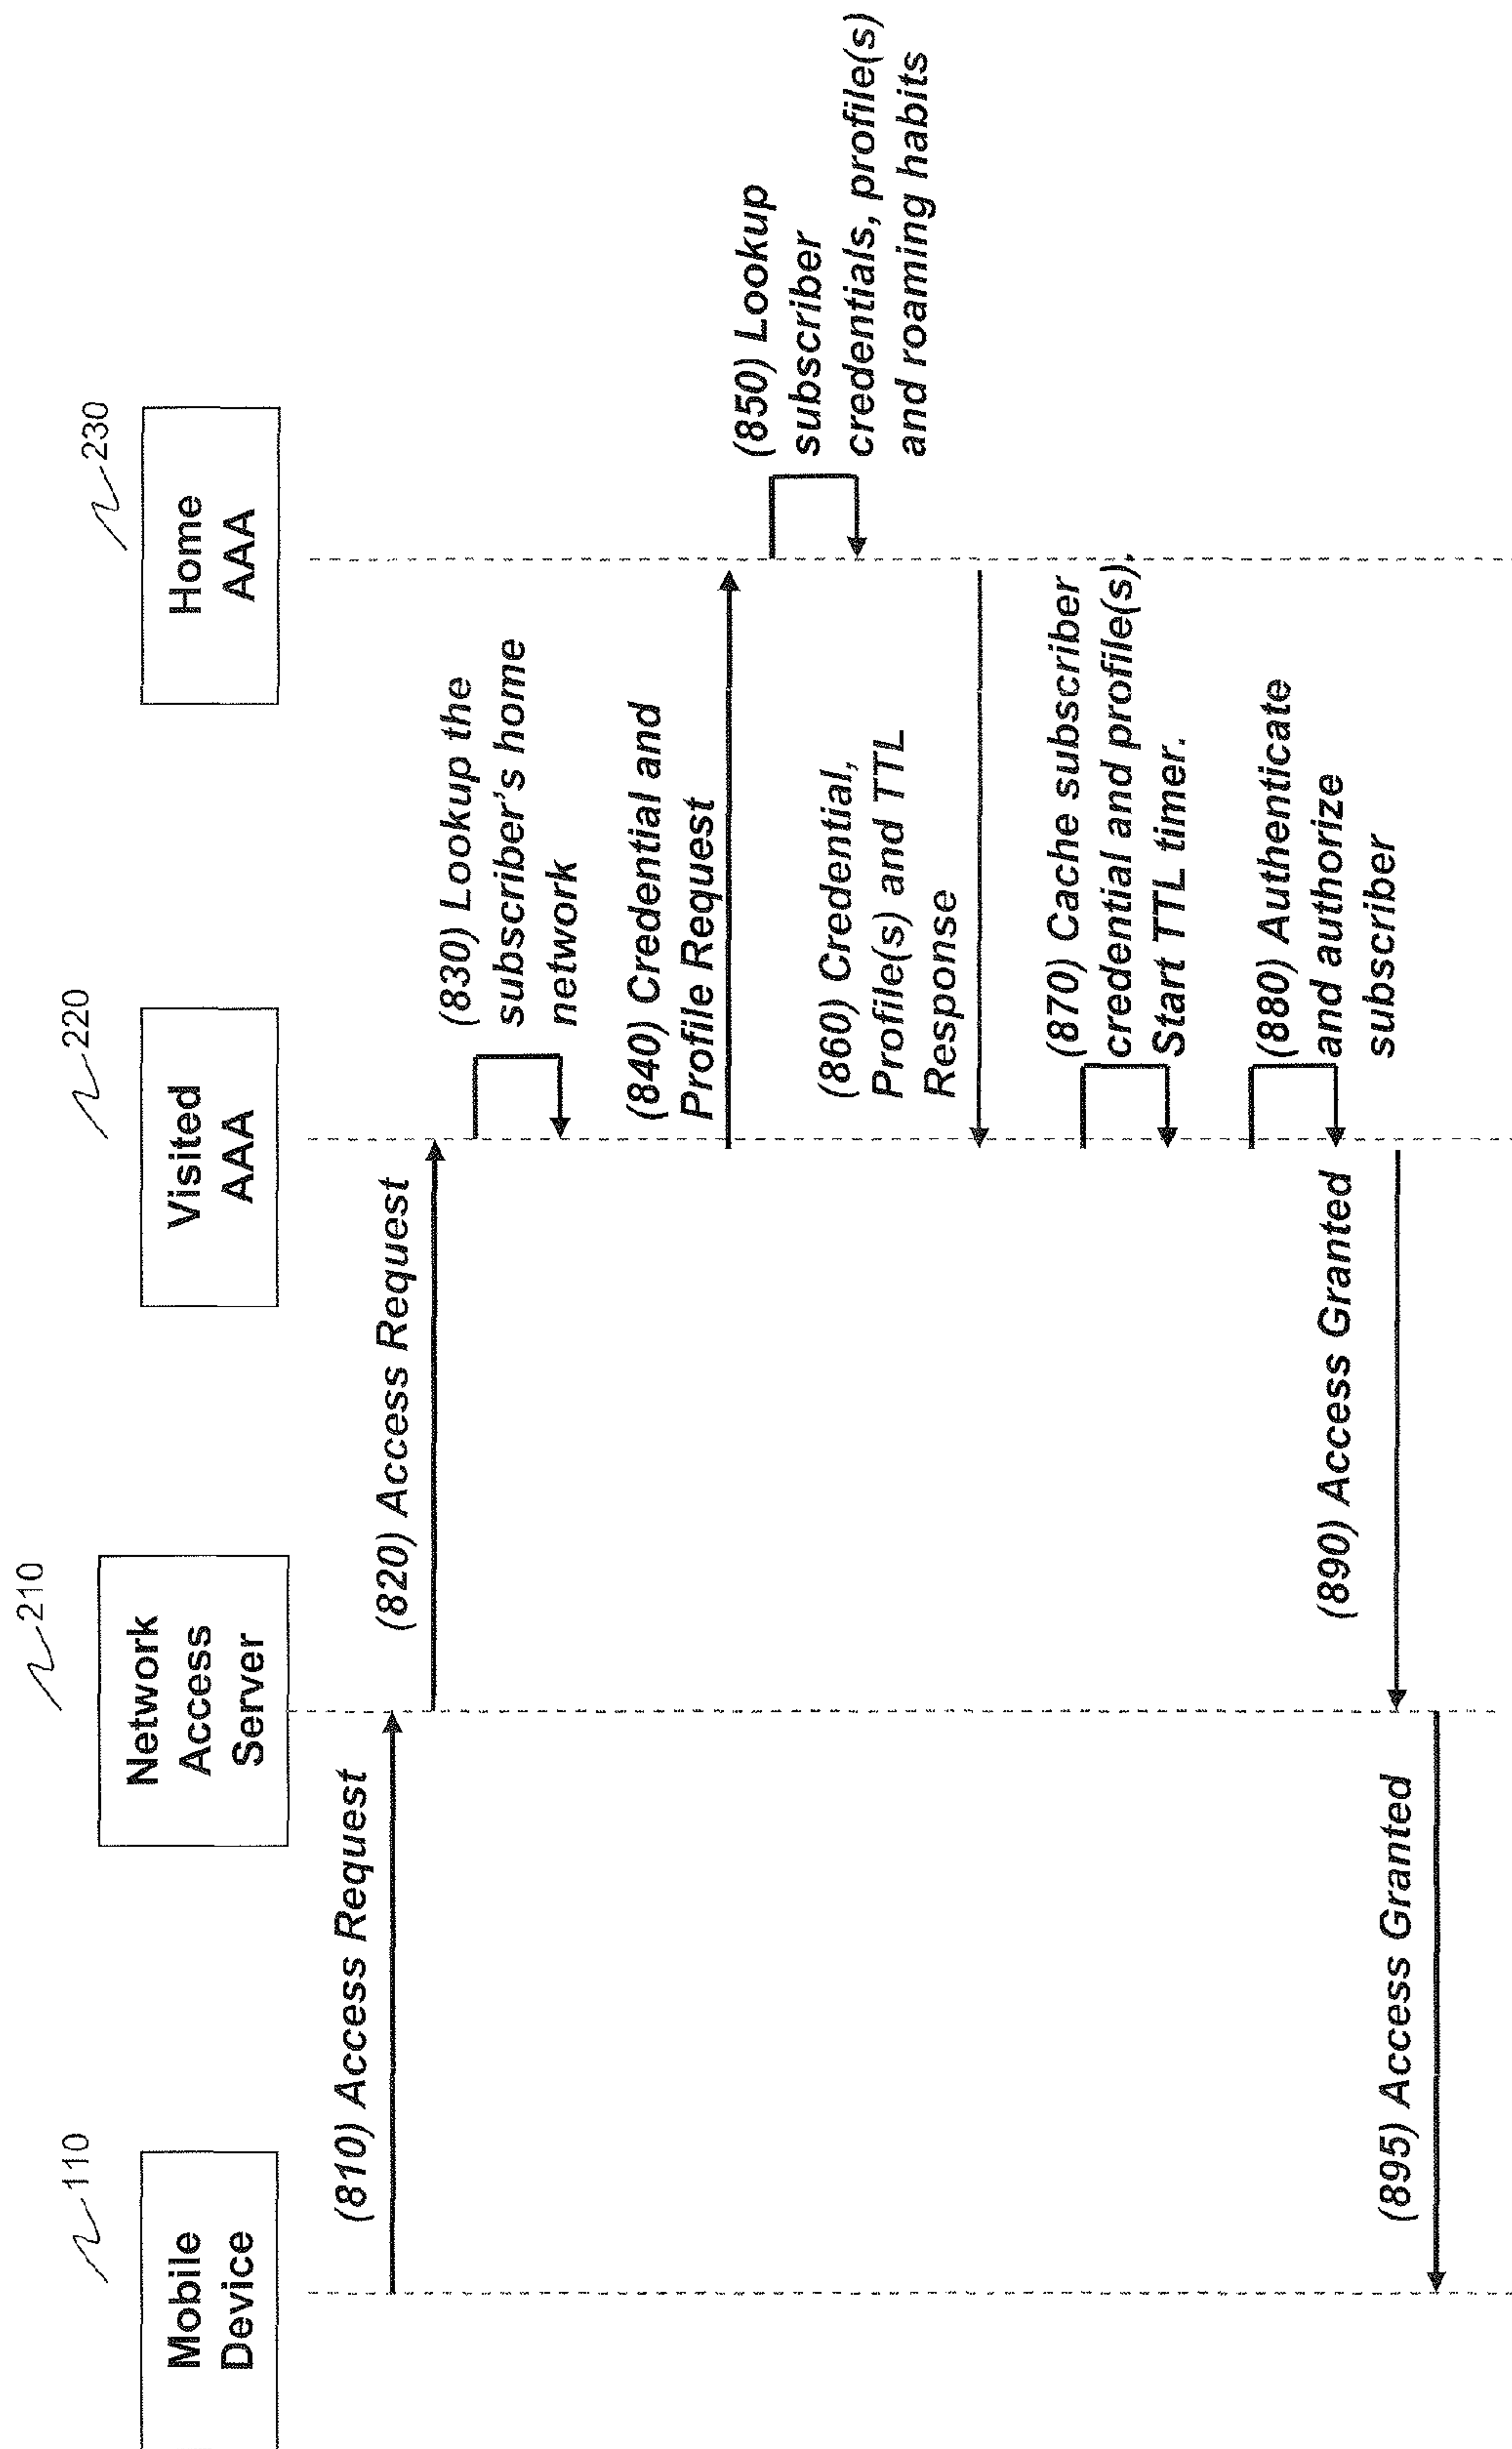 110
Mobile
Device
210
Network
Access
Server
220
Visited
AAA
230
Home
AAA
(810) Access Request
(820) Access Request
(830) Lookup the
subscriber's home
network
(840) Credential and
Profile Request
(850) Lookup
subscriber
credentials, profile(s)
and roaming habits
(860) Credential,
Profile(s) and TTL
Response
(870) Cache subscriber
credential and profile(s).
Start TTL timer.
(880) Authenticate
and authorize
subscriber
(890) Access Granted
(895) Access Granted